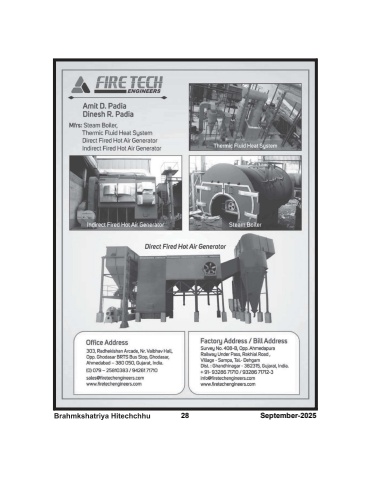 FIRE TECH
ENGINEERS
Amit D. Padia
Dinesh R. Padia
Mfrs: Steam Boiler,
Thermic Fluid Heat System
Direct Fired Hot Air Generator
Indirect Fired Hot Air Generator
Thermic Fluid Heat System
Indirect Fired Hot Air Generator
Steam Boiler
Direct Fired Hot Air Generator
Office Address
303, Radhekishan Arcade, Nr. Vaibhav Hall,
Opp. Ghodasar BRTS Bus Stop, Ghodasar,
Ahmedabad - 380 050, Gujarat, India.
(O) 079 - 25910383 / 94261 71710
sales@firetechengineers.com
www.firetechengineers.com
Factory Address / Bill Address
Survey No. 408-B, Opp. Ahmedapura
Railway Under Pass, Rakhial Road,
Village - Sampa, Tal.- Dehgam
Dist. : Ghandhinagar - 382315, Gujarat, India.
+ 91- 93286 71710 / 93286 71712-3
info@firetechengineers.com
www.firetechengineers.com
Brahmkshatriya Hitechchhu 28 September-2025